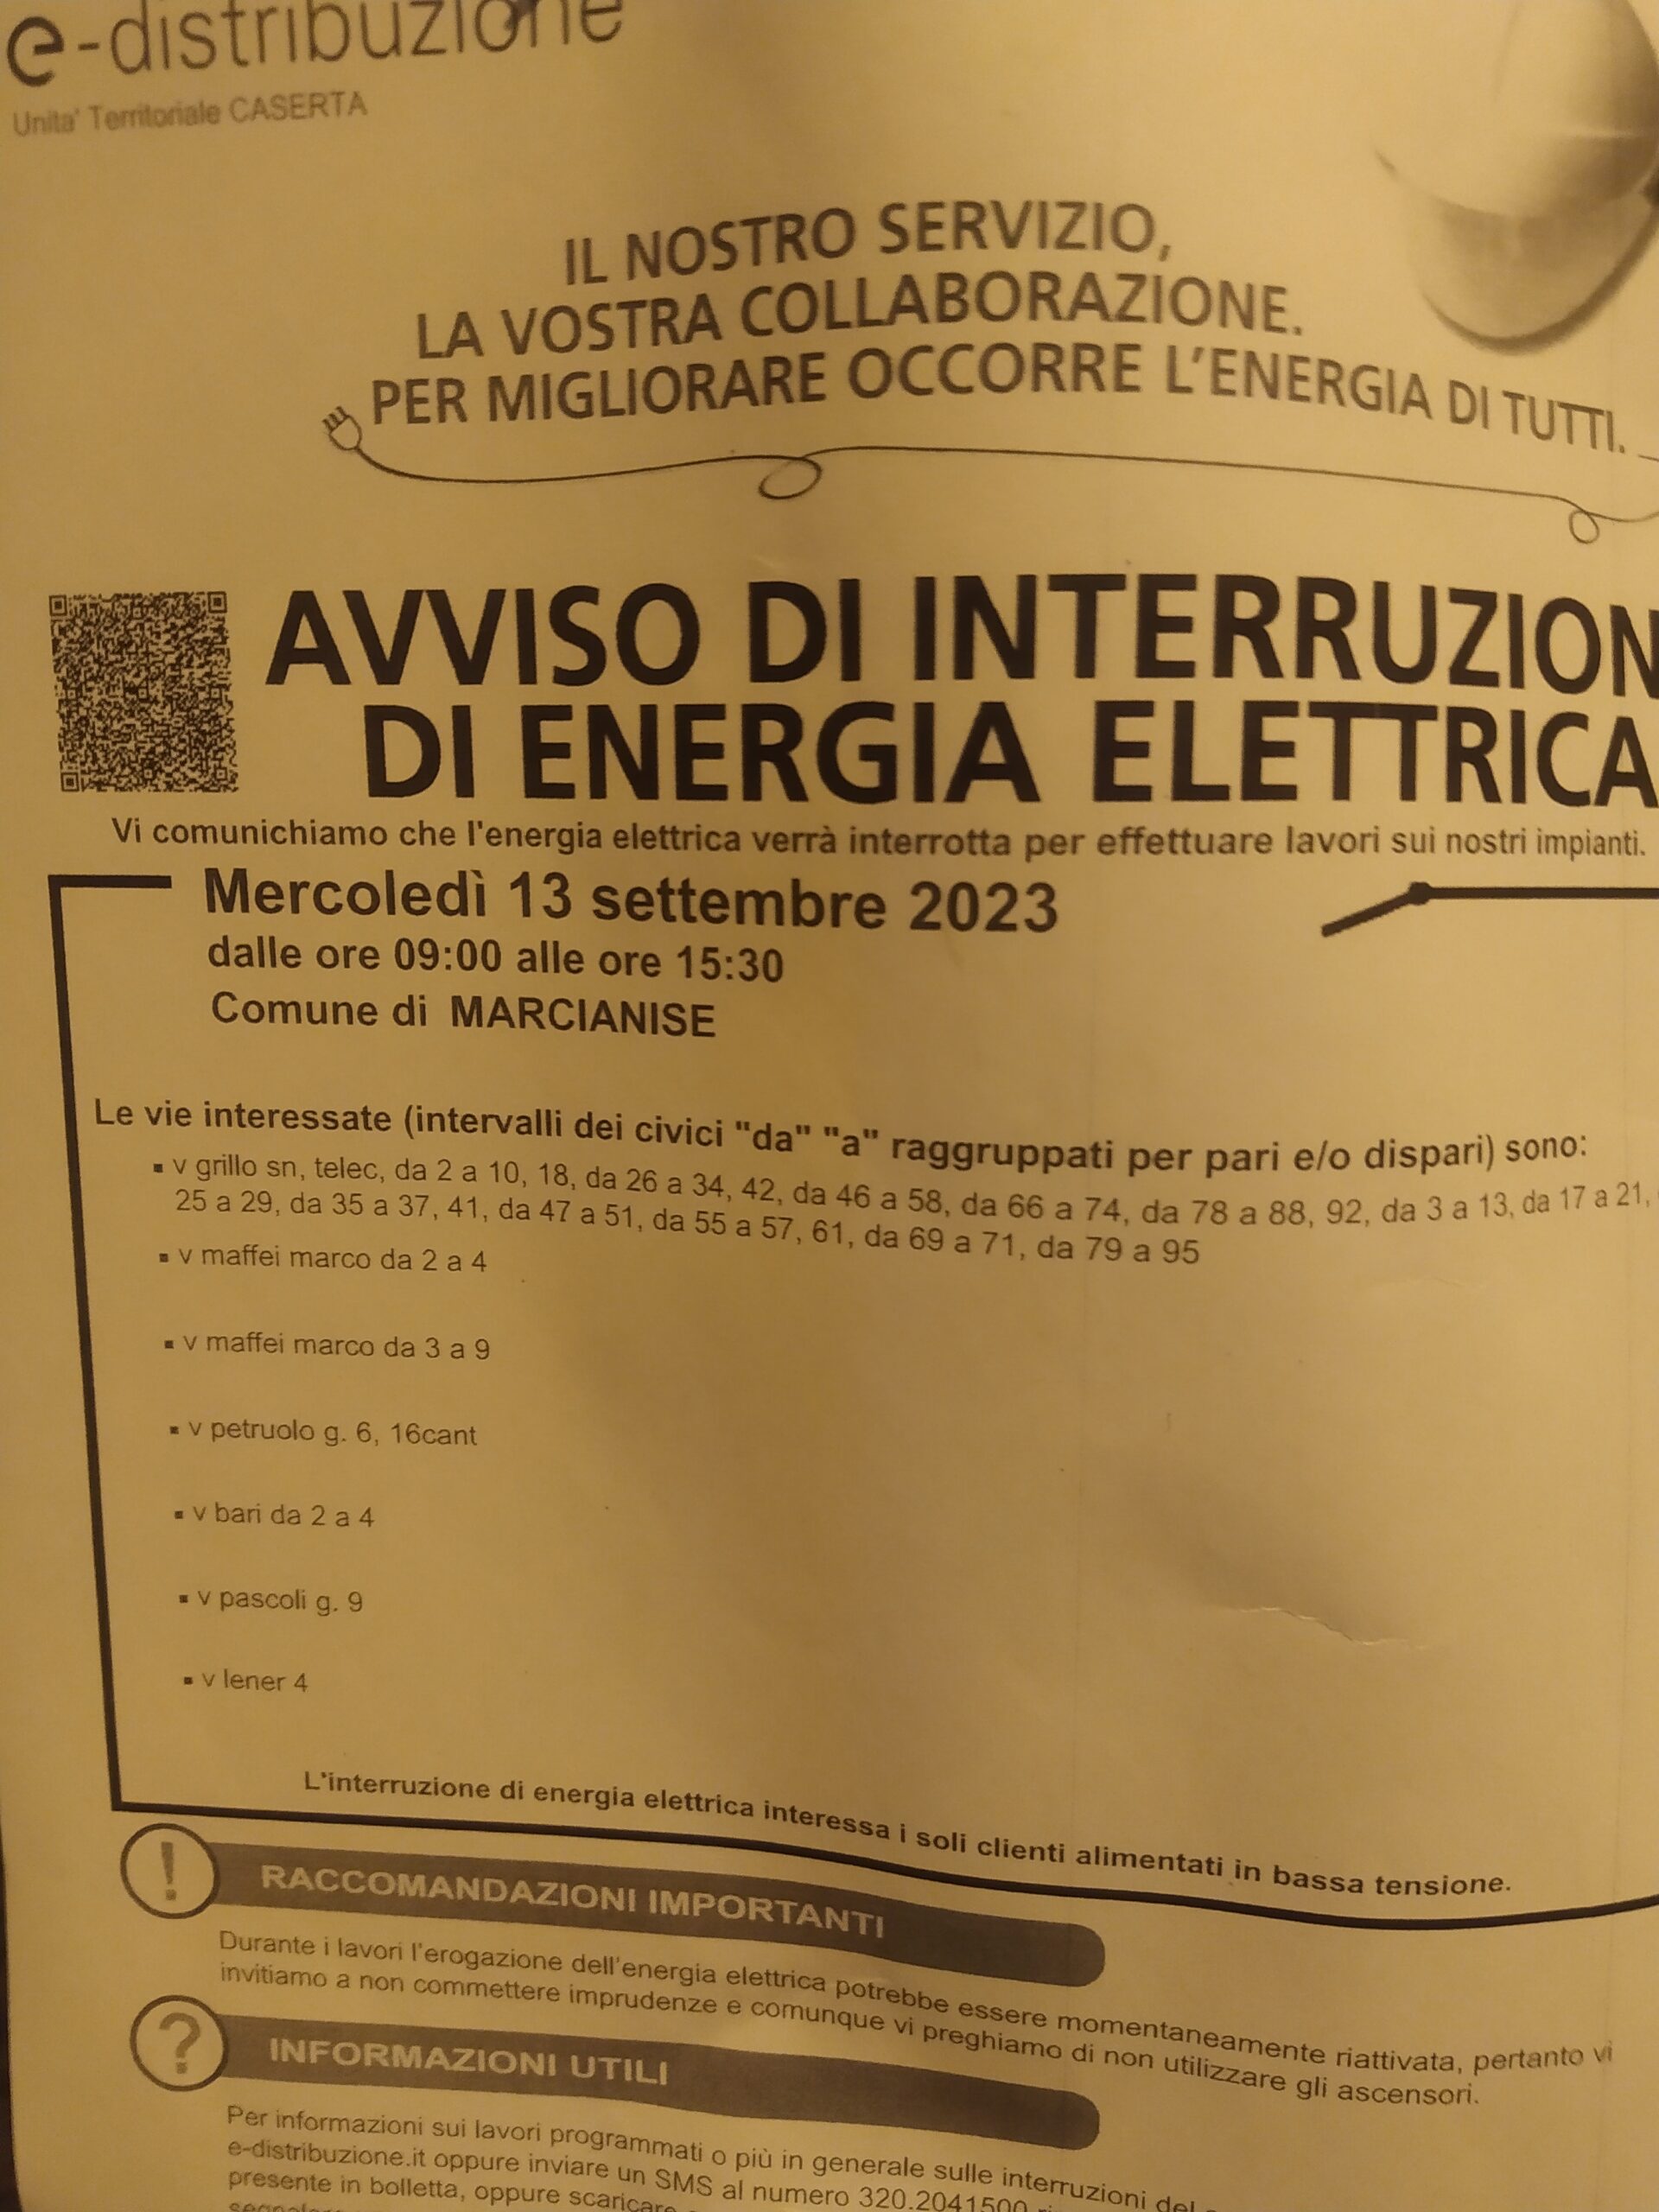 e-distribuzione
Unita' Territoriale CASERTA
IL NOSTRO SERVIZIO,
LA VOSTRA COLLABORAZIONE.
PER MIGLIORARE OCCORRE L'ENERGIA DI TUTTI.
AVVISO DI INTERRUZION
DI ENERGIA ELETTRICA
Vi comunichiamo che l'energia elettrica verrà interrotta per effettuare lavori sui nostri impianti.
Mercoledì 13 settembre 2023
dalle ore 09:00 alle ore 15:30
Comune di MARCIANISE
Le vie interessate (intervalli dei civici "da" "a" raggruppati per pari e/o dispari) sono:
▪ v grillo sn, telec, da 2 a 10, 18, da 26 a 34, 42, da 46 a 58, da 66 a 74, da 78 a 88, 92, da 3 a 13, da 17 a 21,
25 a 29, da 35 a 37, 41, da 47 a 51, da 55 a 57, 61, da 69 a 71, da 79 a 95
▪ v maffei marco da 2 a 4
▪ v maffei marco da 3 a 9
▪ v petruolo g. 6, 16cant
▪ v bari da 2 a 4
▪ v pascoli g. 9
▪ v lener 4
L'interruzione di energia elettrica interessa i soli clienti alimentati in bassa tensione.
! RACCOMANDAZIONI IMPORTANTI
Durante i lavori l'erogazione dell'energia elettrica potrebbe essere momentaneamente riattivata, pertanto vi
invitiamo a non commettere imprudenze e comunque vi preghiamo di non utilizzare gli ascensori.
? INFORMAZIONI UTILI
Per informazioni sui lavori programmati o più in generale sulle interruzioni del
e-distribuzione.it oppure inviare un SMS al numero 320.2041500
presente in bolletta, oppure scaricare